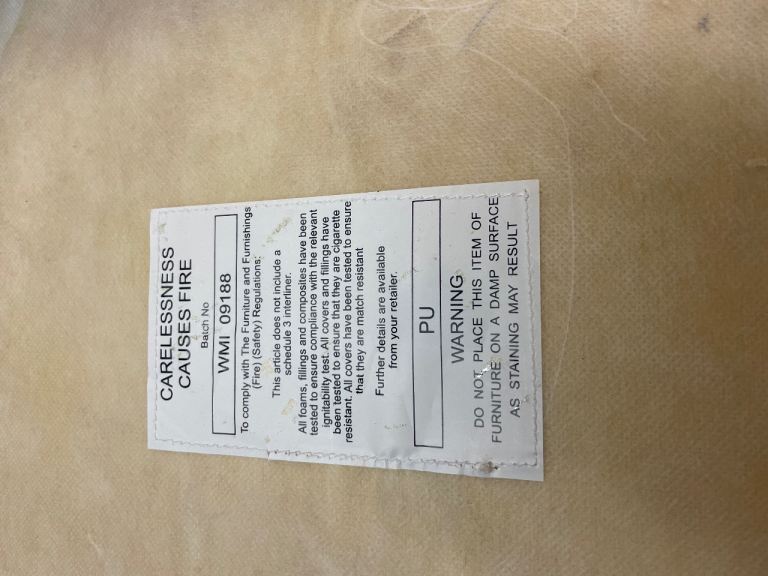 CARELESSNESS
CAUSES FIRE
Batch No
WMI 09188
To comply with The Furniture and Furnishings
(Fire) (Safety) Regulations:
This article does not include a
schedule 3 interliner.
All foams, fillings and composites have been
tested to ensure compliance with the relevant
ignitability test. All covers and fillings have
been tested to ensure that they are cigarette
resistant. All covers have been tested to ensure
that they are match resistant
Further details are available
from your retailer.
PU
WARNING
DO NOT PLACE THIS ITEM OF
FURNITURE ON A DAMP SURFACE
AS STAINING MAY RESULT